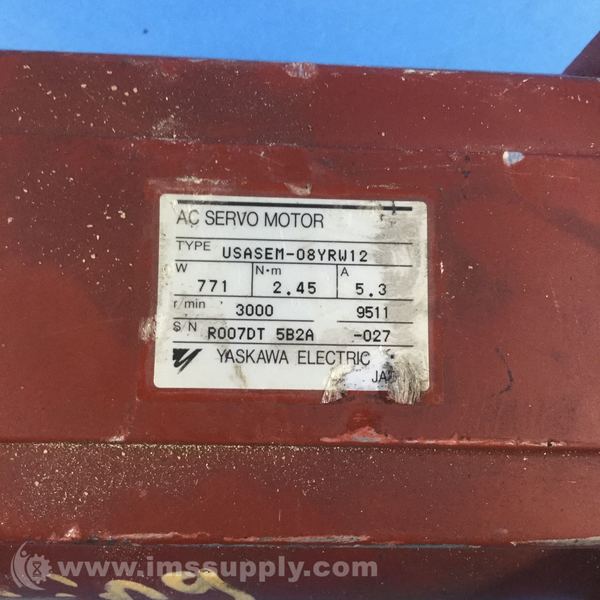 AC SERVO MOTOR
TYPE USASEM-08YRW12
W 771 N·m 2.45 A 5.3
r/min 3000 9511
S/N R007DT 5B2A -027
YASKAWA ELECTRIC
www.imssupply.com